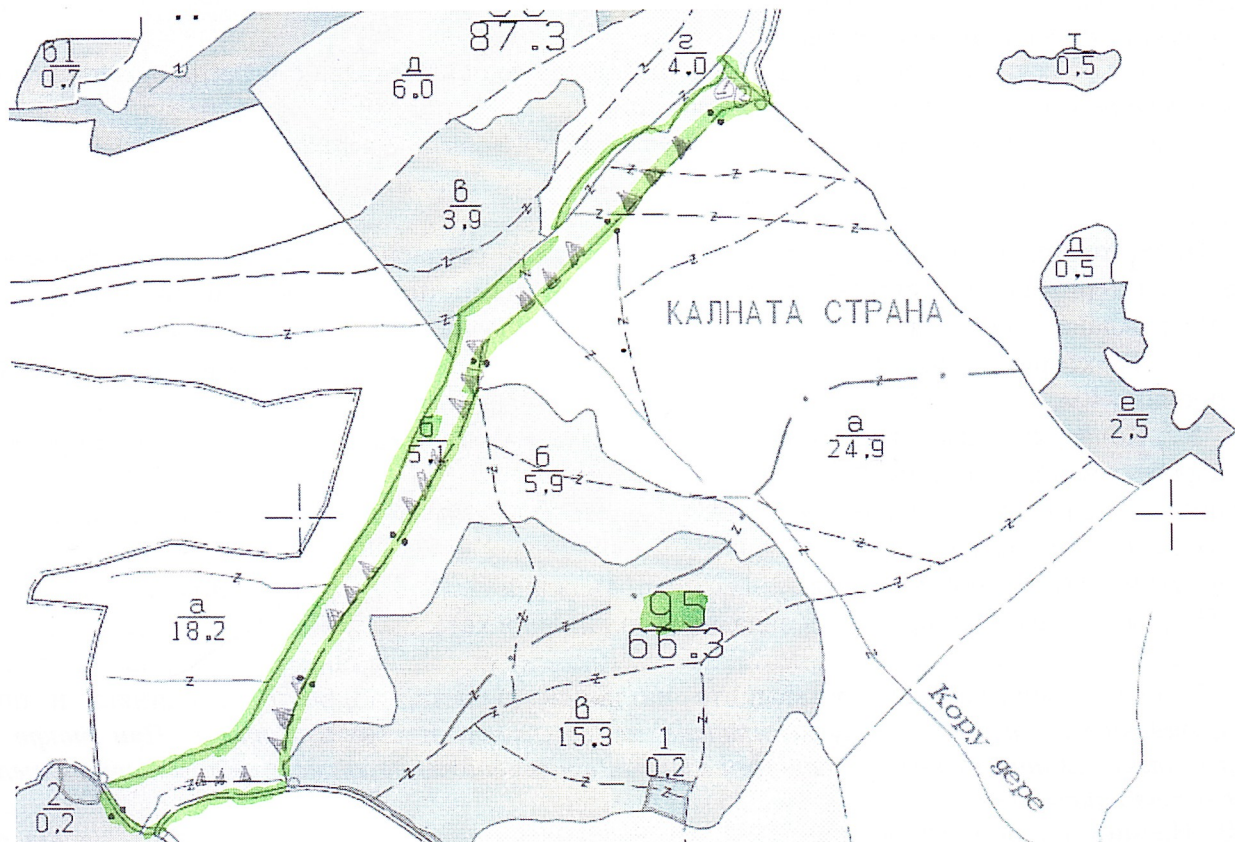 87.3
б1
0,7
д
6.0
г
4.0
1
0,5
в
3,9
д
0,5
КАЛНАТА СТРАНА
е
2,5
а
24,9
б
5.1
б
5,9
а
18.2
95
66.3
в
15.3
1
0,2
2
0,2
Кору дере